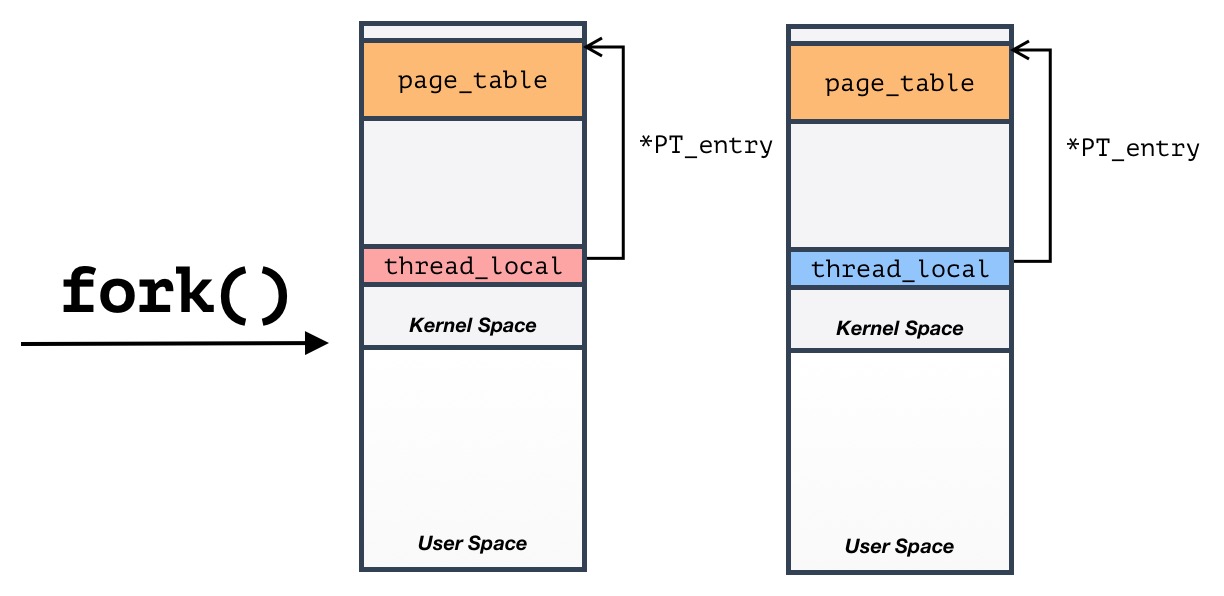 fork()
page_table
*PT_entry
thread_local
Kernel Space
User Space
page_table
*PT_entry
thread_local
Kernel Space
User Space